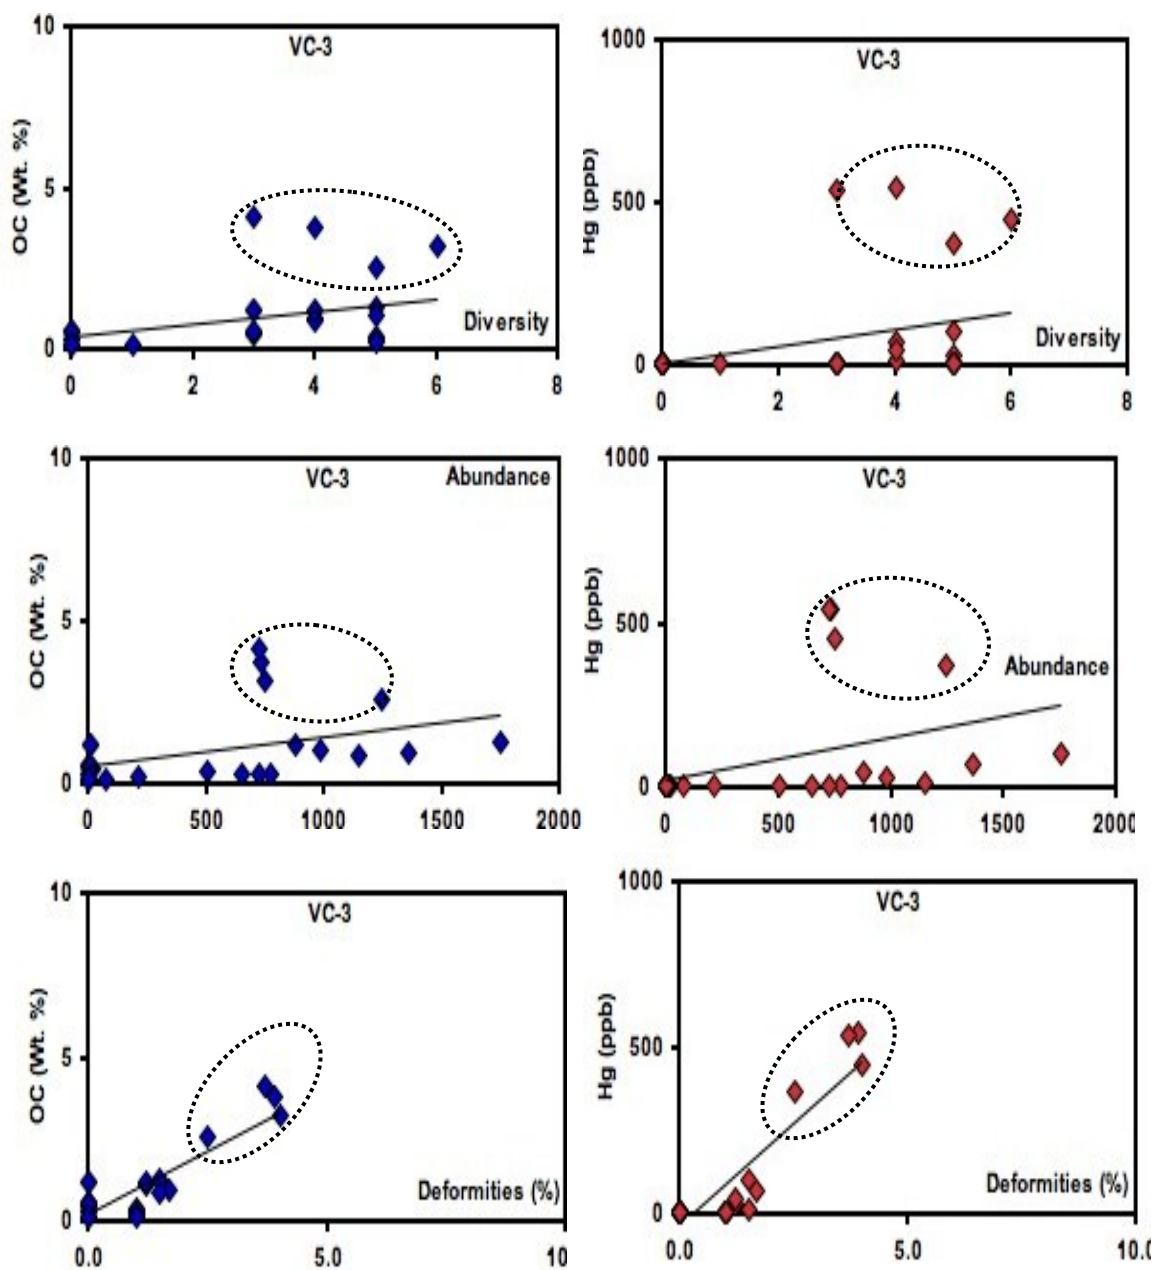 10
VC-3
OC (Wt. %)
5
Diversity
0
0 2 4 6 8
1000
VC-3
Hg (ppb)
500
Diversity
0
0 2 4 6 8
10
VC-3
Abundance
OC (Wt. %)
5
0
0 500 1000 1500 2000
1000
VC-3
Hg (ppb)
500
Abundance
0
0 500 1000 1500 2000
10
VC-3
OC (Wt. %)
5
Deformities (%)
0
0.0 5.0 10
1000
VC-3
Hg (ppb)
500
Deformities (%)
0
0.0 5.0 10.0